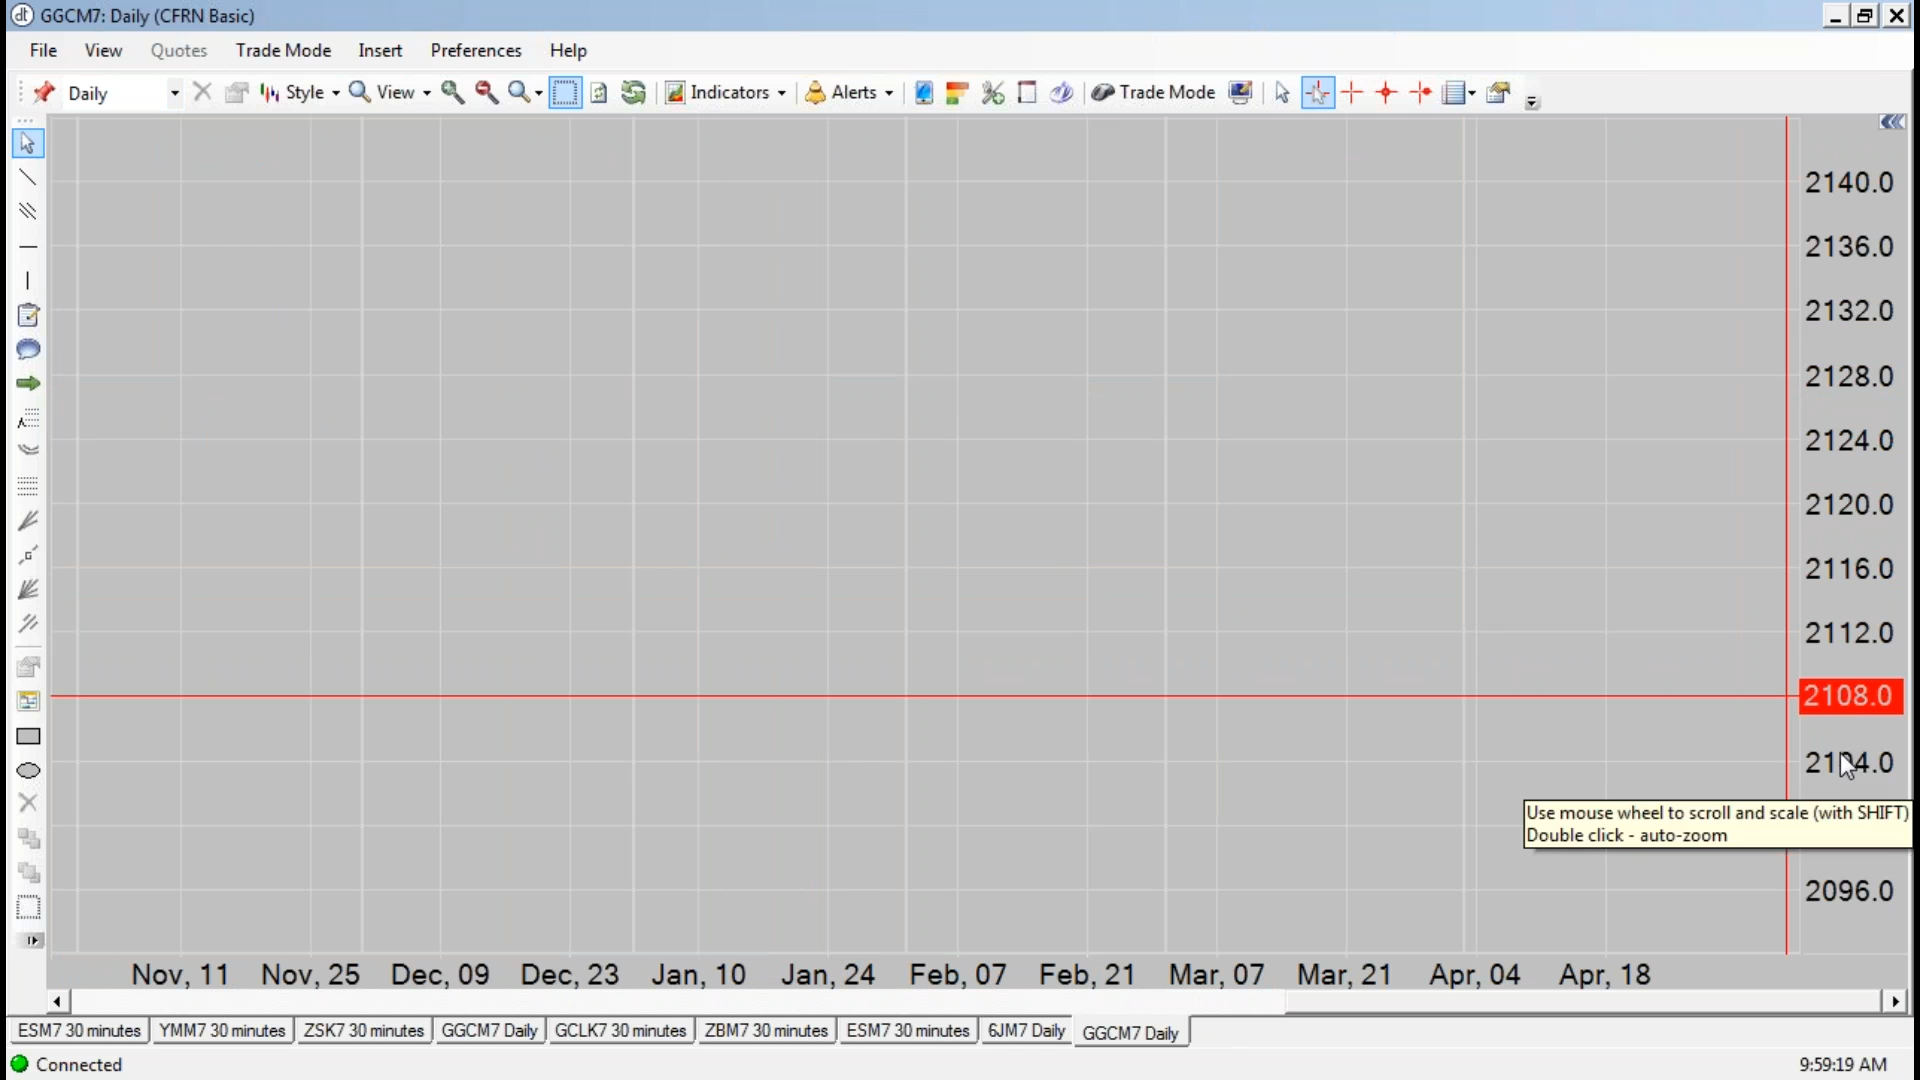 dt GGCM7: Daily (CFRN Basic)
File View Quotes Trade Mode Insert Preferences Help
Daily Style View Indicators Alerts Trade Mode
2140.0
2136.0
2132.0
2128.0
2124.0
2120.0
2116.0
2112.0
2108.0
Use mouse wheel to scroll and scale (with SHIFT)
Double click - auto-zoom
2096.0
Nov, 11 Nov, 25 Dec, 09 Dec, 23 Jan, 10 Jan, 24 Feb, 07 Feb, 21 Mar, 07 Mar, 21 Apr, 04 Apr, 18
ESM7 30 minutes YMM7 30 minutes ZSK7 30 minutes GGCM7 Daily GCLK7 30 minutes ZBM7 30 minutes ESM7 30 minutes 6JM7 Daily GGCM7 Daily
Connected 9:59:19 AM